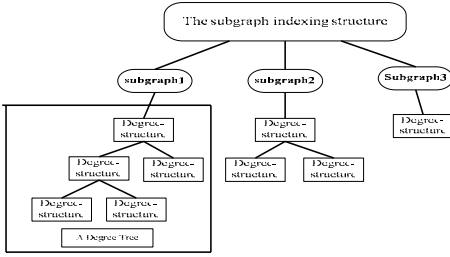 The subgraph indexing structure
subgraph1
subgraph2
Subgraph3
Degree-
structure
Degree-
structure
Degree-
structure
Degree-
structure
Degree-
structure
Degree-
structure
Degree-
structure
Degree-
structure
Degree-
structure
A Degree Tree